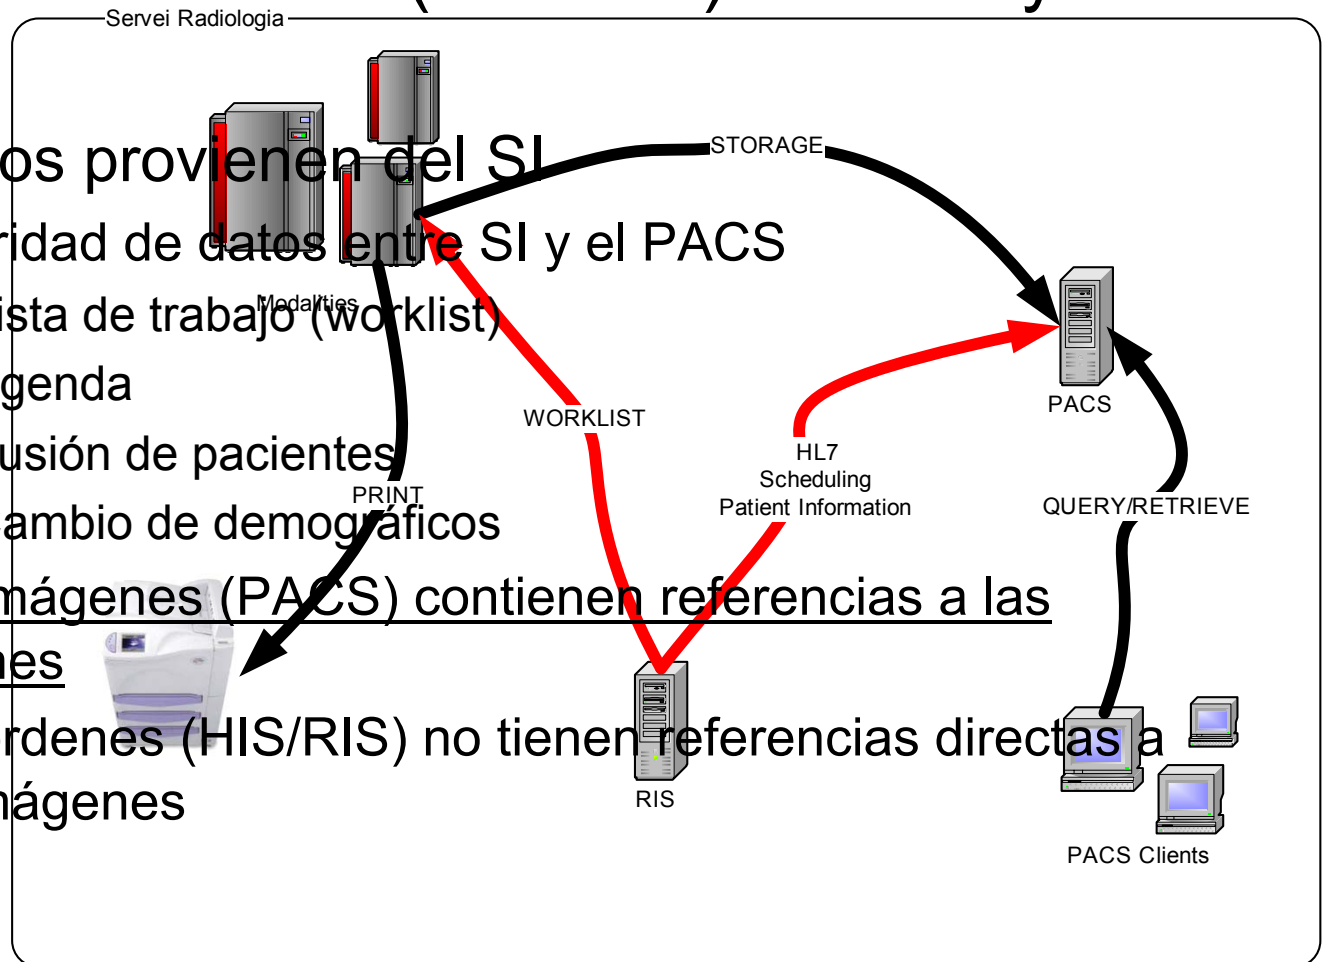 Servei Radiologia
os provienen del SI
STORAGE
ridad de datos entre SI y el PACS
Modalities
ista de trabajo (worklist)
genda
PACS
WORKLIST
HL7
Scheduling
Patient Information
usión de pacientes
PRINT
QUERY/RETRIEVE
ambio de demográficos
mágenes (PACS) contienen referencias a las
nes
rdenes (HIS/RIS) no tienen referencias directas a
mágenes
RIS
PACS Clients